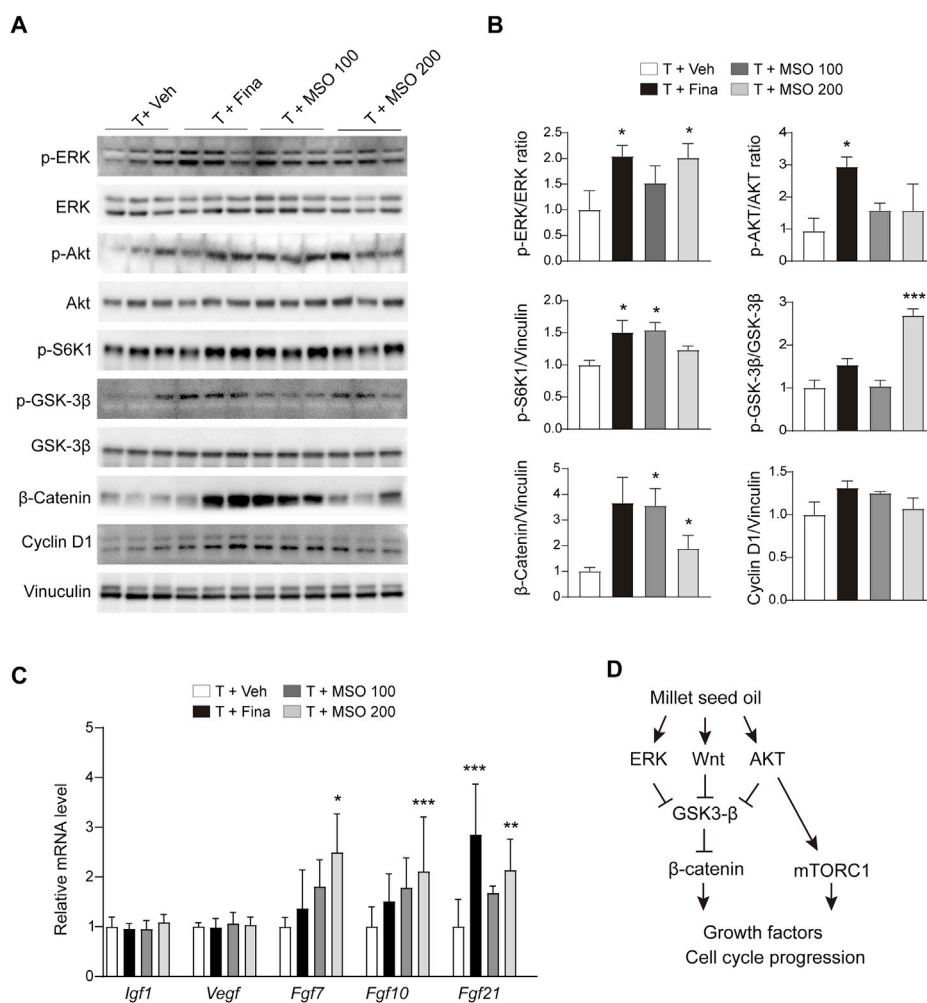 A
T+ Veh
T + Fina
T + MSO 100
T + MSO 200
p-ERK
ERK
p-Akt
Akt
p-S6K1
p-GSK-3β
GSK-3β
β-Catenin
Cyclin D1
Vinuculin
B
T + Veh
T + MSO 100
T + Fina
T + MSO 200
p-ERK/ERK ratio
2.5
2.0
1.5
1.0
0.5
0.0
*
*
p-AKT/AKT ratio
4
3
2
1
0
*
p-S6K1/Vinculin
2.0
1.5
1.0
0.5
0.0
*
*
p-GSK-3β/GSK-3β
3
2
1
0
***
β-Catenin/Vinculin
5
4
3
2
1
0
*
*
Cyclin D1/Vinculin
1.5
1.0
0.5
0.0
C
T + Veh
T + MSO 100
T + Fina
T + MSO 200
Relative mRNA level
5
4
3
2
1
0
*
***
***
**
Igf1
Vegf
Fgf7
Fgf10
Fgf21
D
Millet seed oil
ERK Wnt AKT
GSK3-β
β-catenin mTORC1
Growth factors
Cell cycle progression